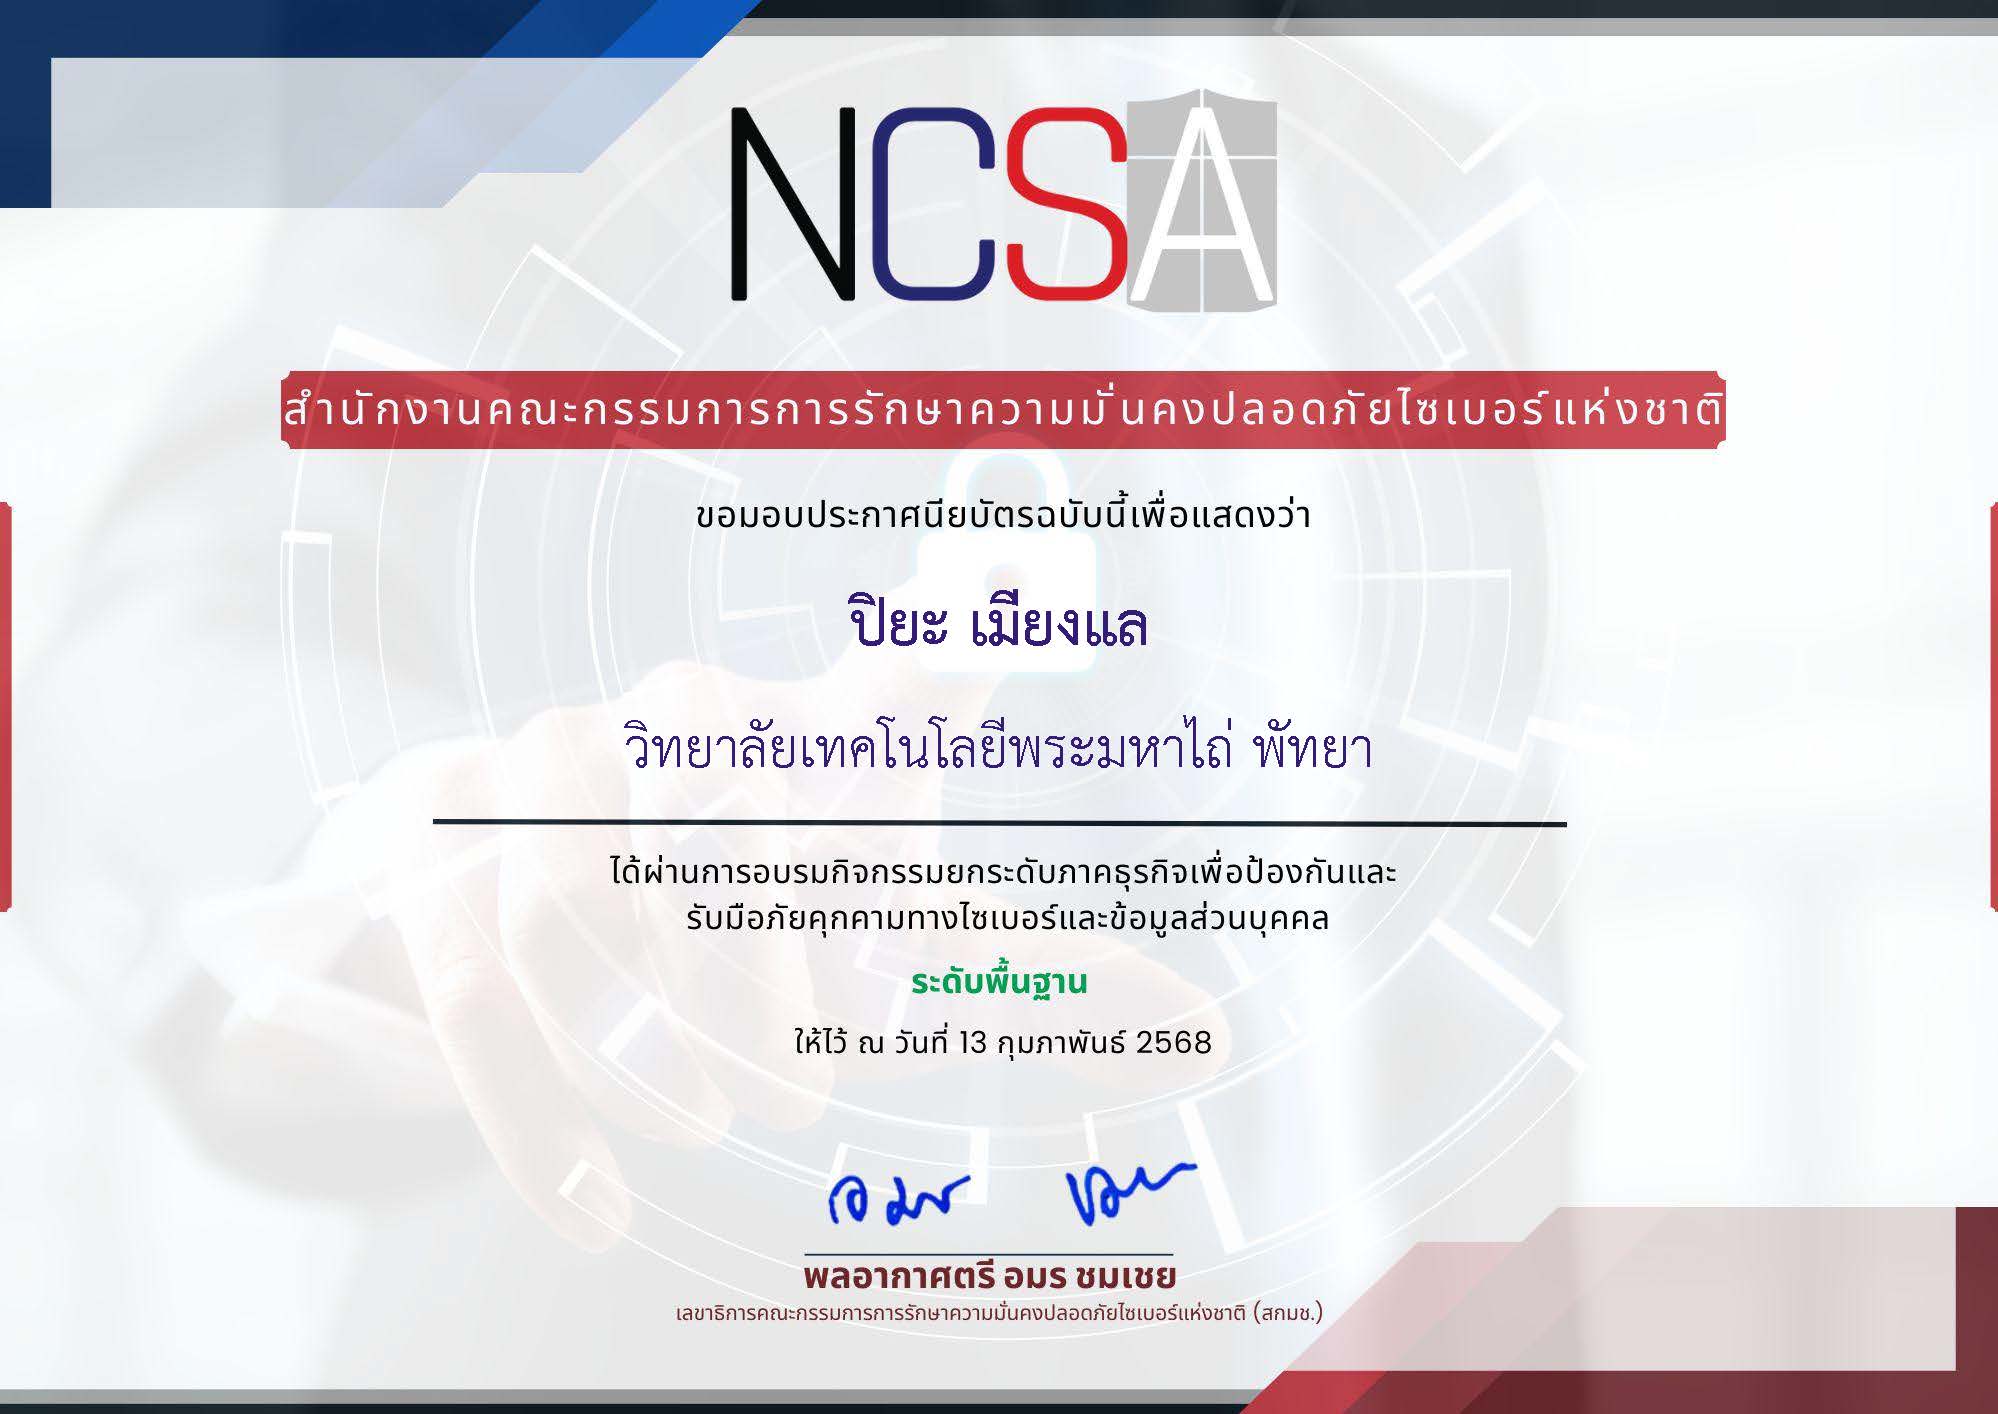 NCSA
สำนักงานคณะกรรมการการรักษาความมั่นคงปลอดภัยไซเบอร์แห่งชาติ
ขอมอบประกาศนียบัตรฉบับนี้เพื่อแสดงว่า
ปิยะ เมียงแล
วิทยาลัยเทคโนโลยีพระมหาไถ่ พัทยา
ได้ผ่านการอบรมกิจกรรมยกระดับภาคธุรกิจเพื่อป้องกันและ
รับมือภัยคุกคามทางไซเบอร์และข้อมูลส่วนบุคคล
ระดับพื้นฐาน
ให้ไว้ ณ วันที่ 13 กุมภาพันธ์ 2568
อมร ชมเ
พลอากาศตรี อมร ชมเชย
เลขาธิการคณะกรรมการการรักษาความมั่นคงปลอดภัยไซเบอร์แห่งชาติ (สกมช.)